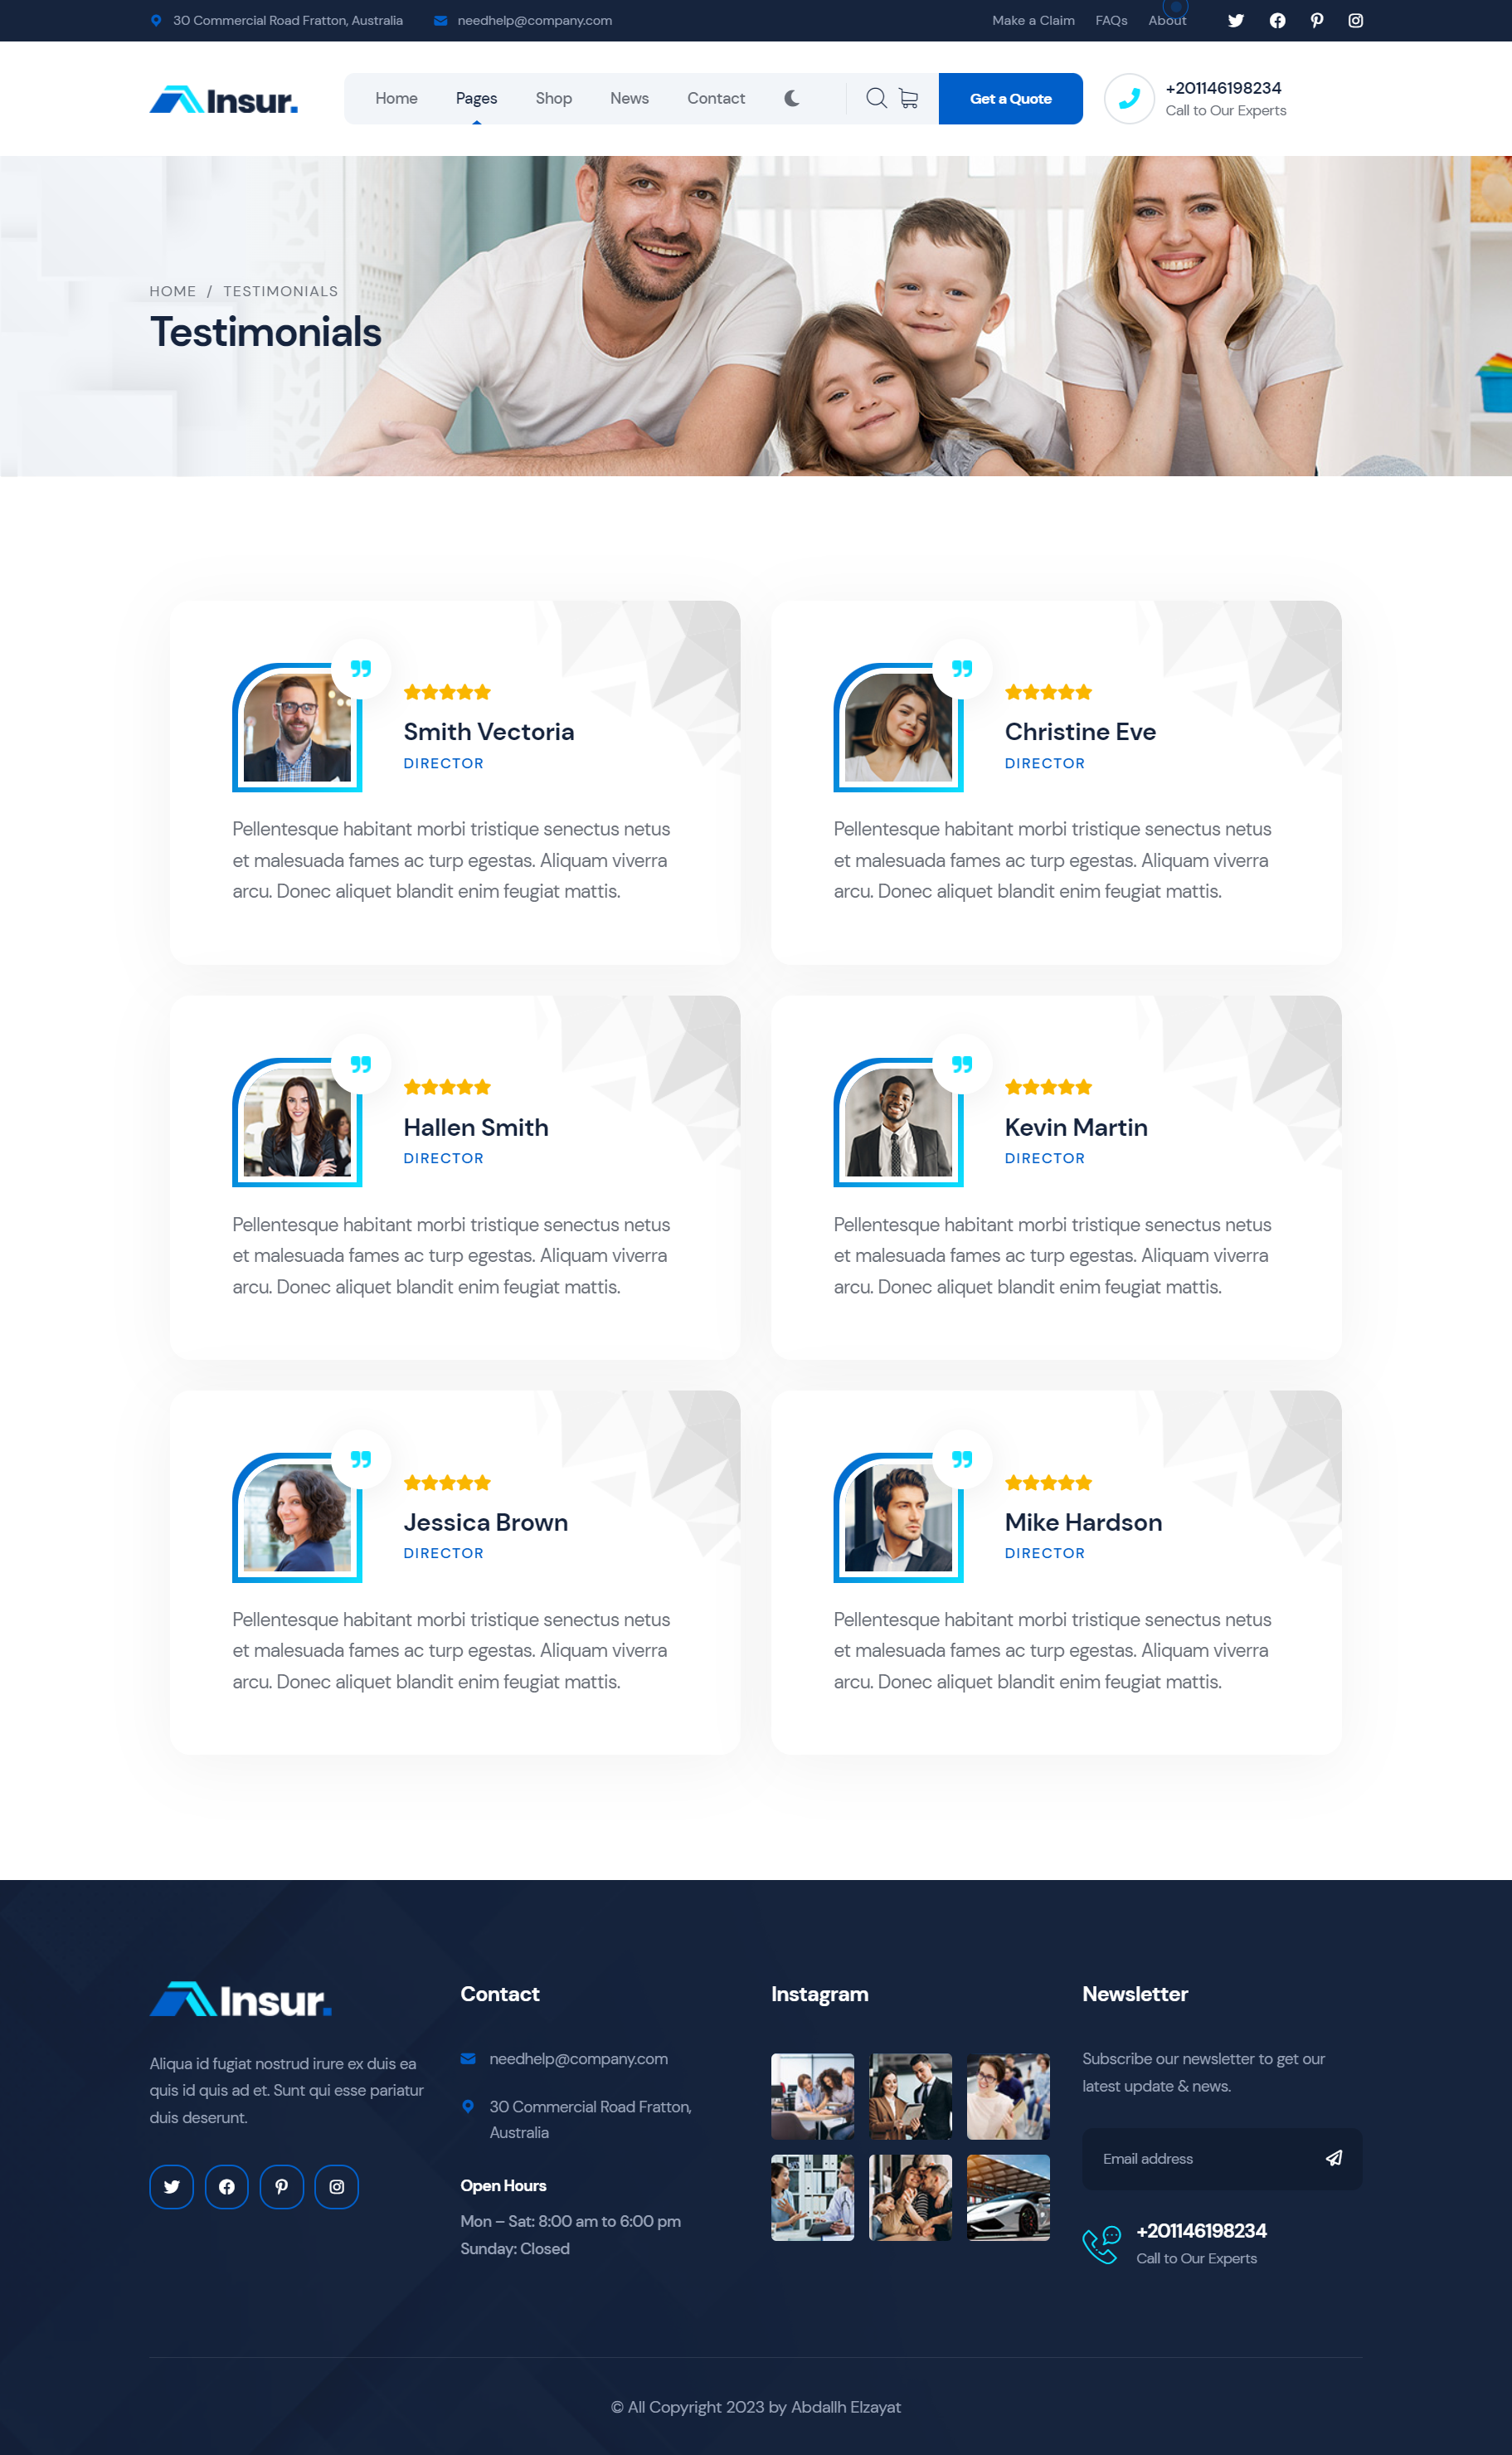 30 Commercial Road Fratton, Australia
needhelp@company.com
Make a Claim
FAQs
About
Insur.
Home
Pages
Shop
News
Contact
Get a Quote
+201146198234
Call to Our Experts
HOME / TESTIMONIALS
Testimonials
Smith Vectoria
DIRECTOR
Pellentesque habitant morbi tristique senectus netus
et malesuada fames ac turp egestas. Aliquam viverra
arcu. Donec aliquet blandit enim feugiat mattis.
Christine Eve
DIRECTOR
Pellentesque habitant morbi tristique senectus netus
et malesuada fames ac turp egestas. Aliquam viverra
arcu. Donec aliquet blandit enim feugiat mattis.
Hallen Smith
DIRECTOR
Pellentesque habitant morbi tristique senectus netus
et malesuada fames ac turp egestas. Aliquam viverra
arcu. Donec aliquet blandit enim feugiat mattis.
Kevin Martin
DIRECTOR
Pellentesque habitant morbi tristique senectus netus
et malesuada fames ac turp egestas. Aliquam viverra
arcu. Donec aliquet blandit enim feugiat mattis.
Jessica Brown
DIRECTOR
Pellentesque habitant morbi tristique senectus netus
et malesuada fames ac turp egestas. Aliquam viverra
arcu. Donec aliquet blandit enim feugiat mattis.
Mike Hardson
DIRECTOR
Pellentesque habitant morbi tristique senectus netus
et malesuada fames ac turp egestas. Aliquam viverra
arcu. Donec aliquet blandit enim feugiat mattis.
Insur.
Aliqua id fugiat nostrud irure ex duis ea
quis id quis ad et. Sunt qui esse pariatur
duis deserunt.
Contact
needhelp@company.com
30 Commercial Road Fratton,
Australia
Open Hours
Mon – Sat: 8:00 am to 6:00 pm
Sunday: Closed
Instagram
Newsletter
Subscribe our newsletter to get our
latest update & news.
Email address
+201146198234
Call to Our Experts
© All Copyright 2023 by Abdallh Elzayat